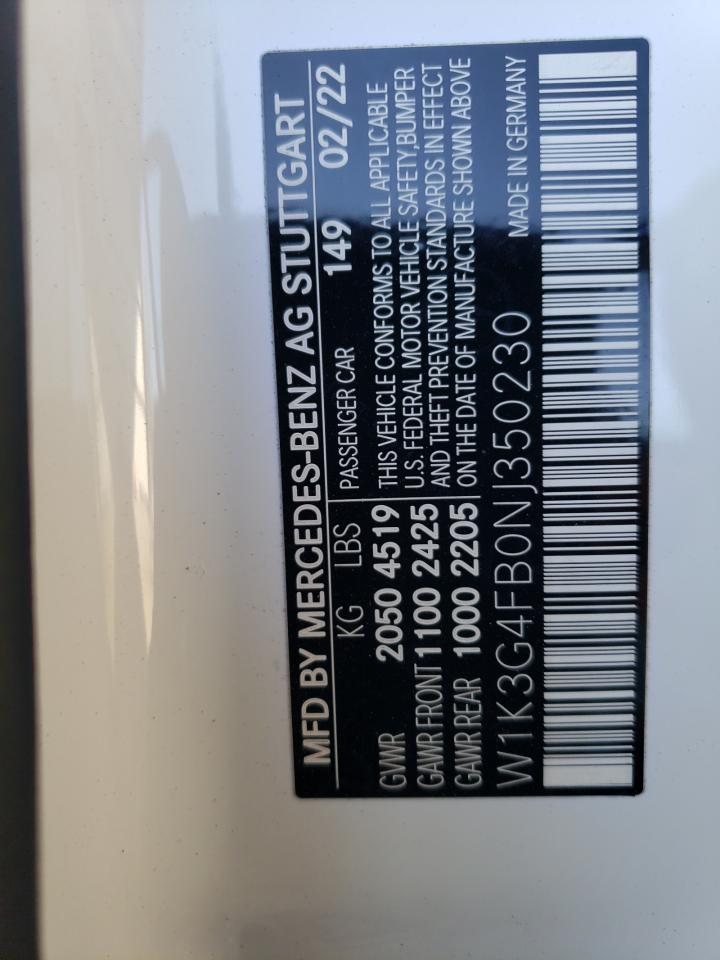 MFD BY MERCEDES-BENZ AG STUTTGART
KG LBS PASSENGER CAR 149 02/22
GVWR 2050 4519
GAWR FRONT 1100 2425
GAWR REAR 1000 2205
THIS VEHICLE CONFORMS TO ALL APPLICABLE
U.S. FEDERAL MOTOR VEHICLE SAFETY,BUMPER
AND THEFT PREVENTION STANDARDS IN EFFECT
ON THE DATE OF MANUFACTURE SHOWN ABOVE
W1K3G4FB0NJ350230 MADE IN GERMANY